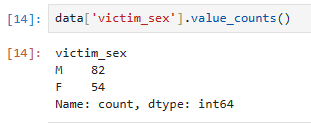 [14]: data['victim_sex'].value_counts()
[14]: victim_sex
M    82
F    54
Name: count, dtype: int64